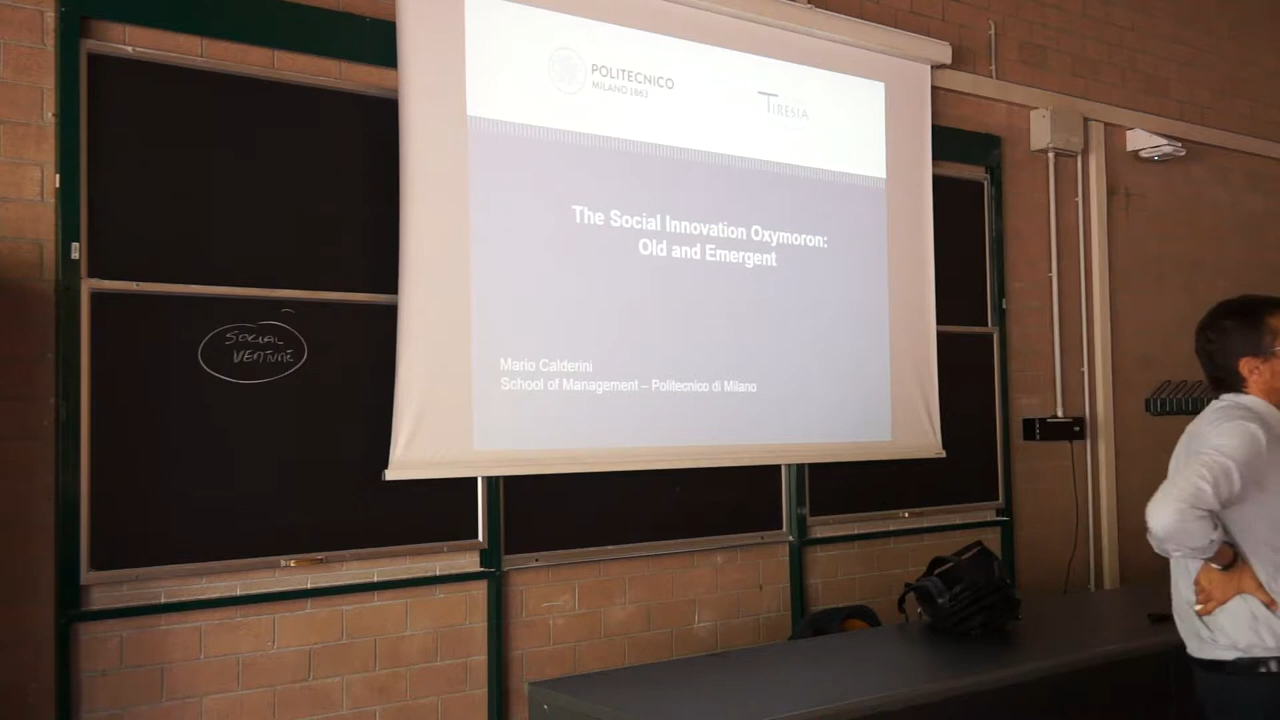 POLITECNICO
MILANO 1863
TIRESIA
The Social Innovation Oxymoron:
Old and Emergent
Mario Calderini
School of Management – Politecnico di Milano
SOCIAL
VENTURE